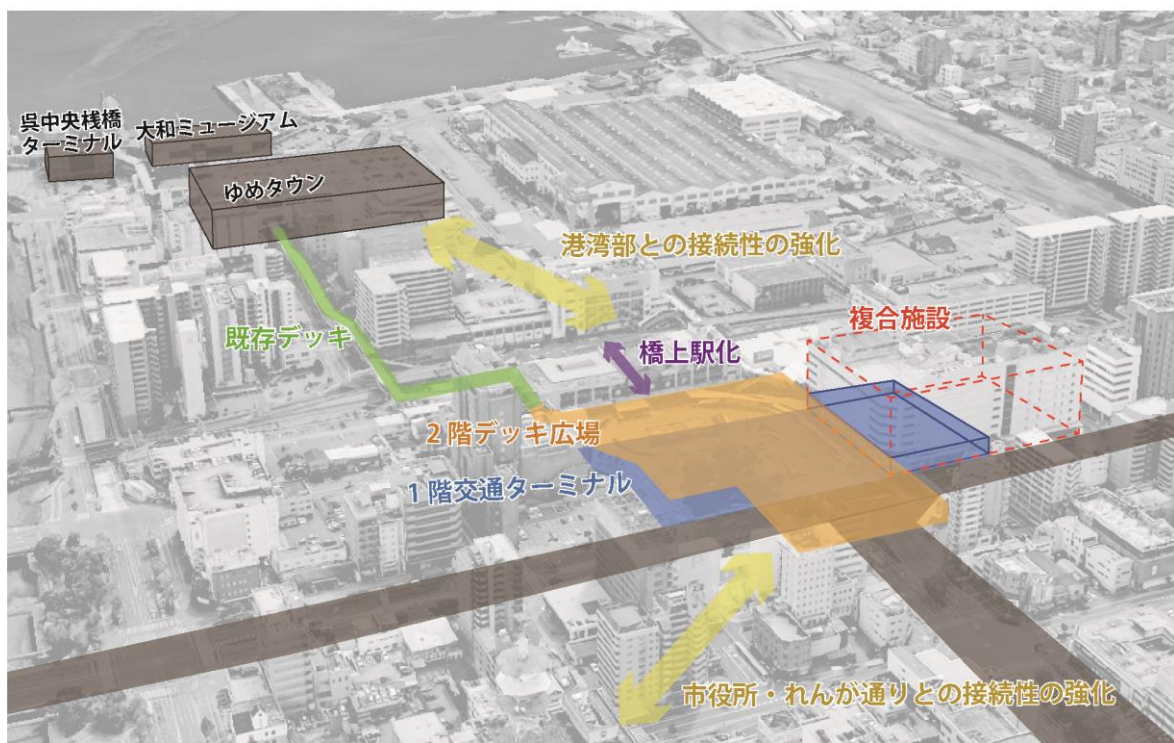 呉中央桟橋
ターミナル
大和ミュージアム
ゆめタウン
港湾部との接続性の強化
既存デッキ
橋上駅化
複合施設
2階デッキ広場
1階交通ターミナル
市役所・れんが通りとの接続性の強化